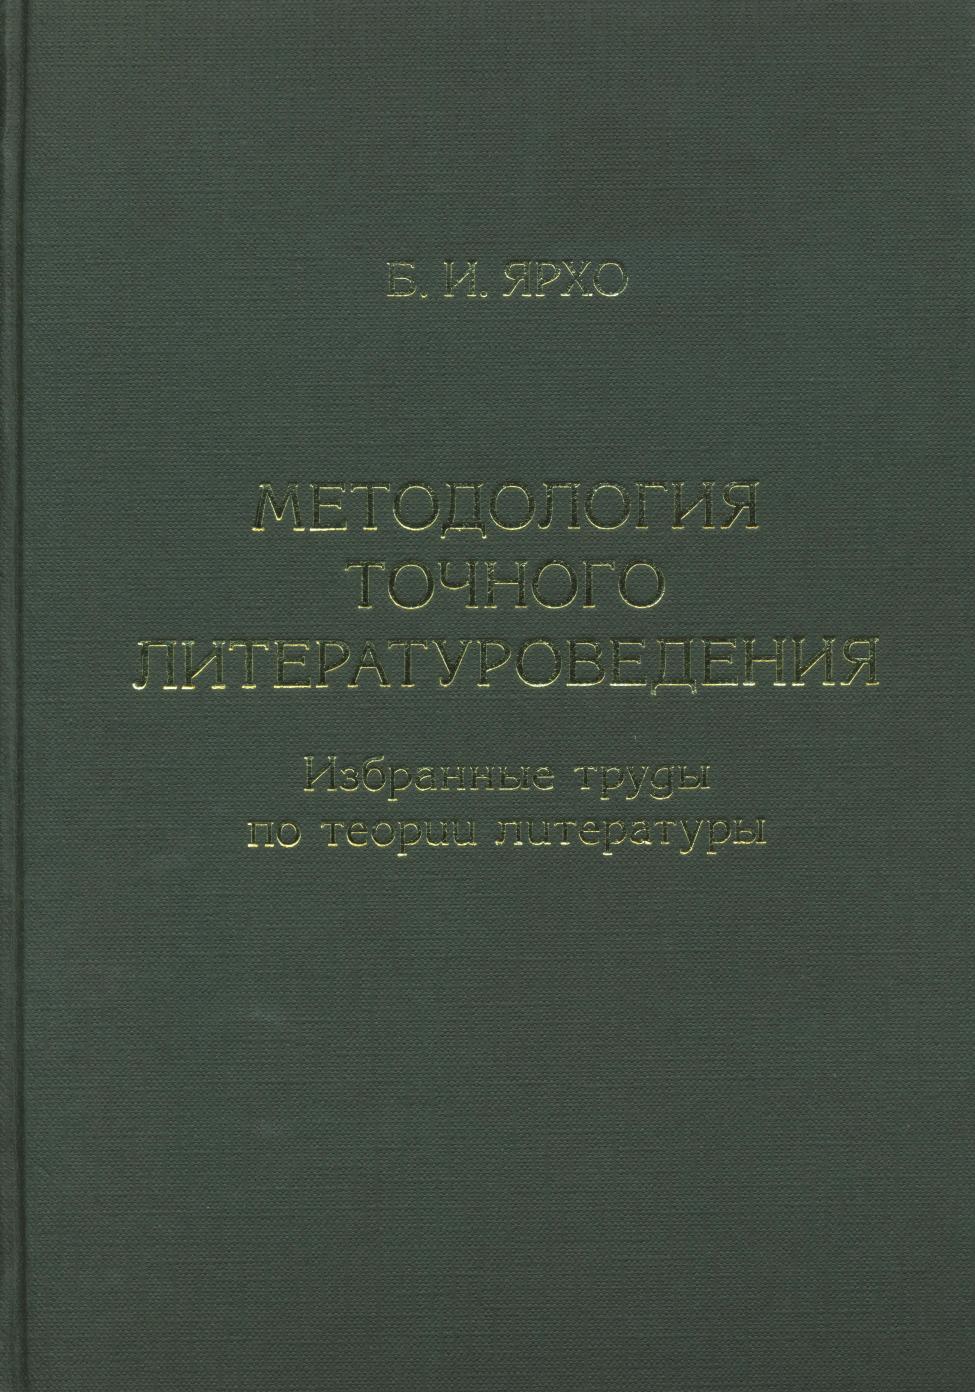 Б. И. ЯРХО
МЕТОДОЛОГИЯ
ТОЧНОГО
ЛИТЕРАТУРОВЕДЕНИЯ
Избранные труды
по теории литературы